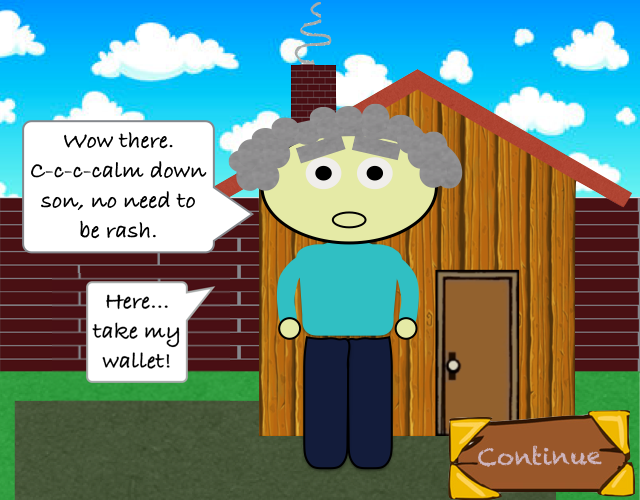 Wow there.
C-c-c-calm down
son, no need to
be rash.
Here...
take my
wallet!
Continue